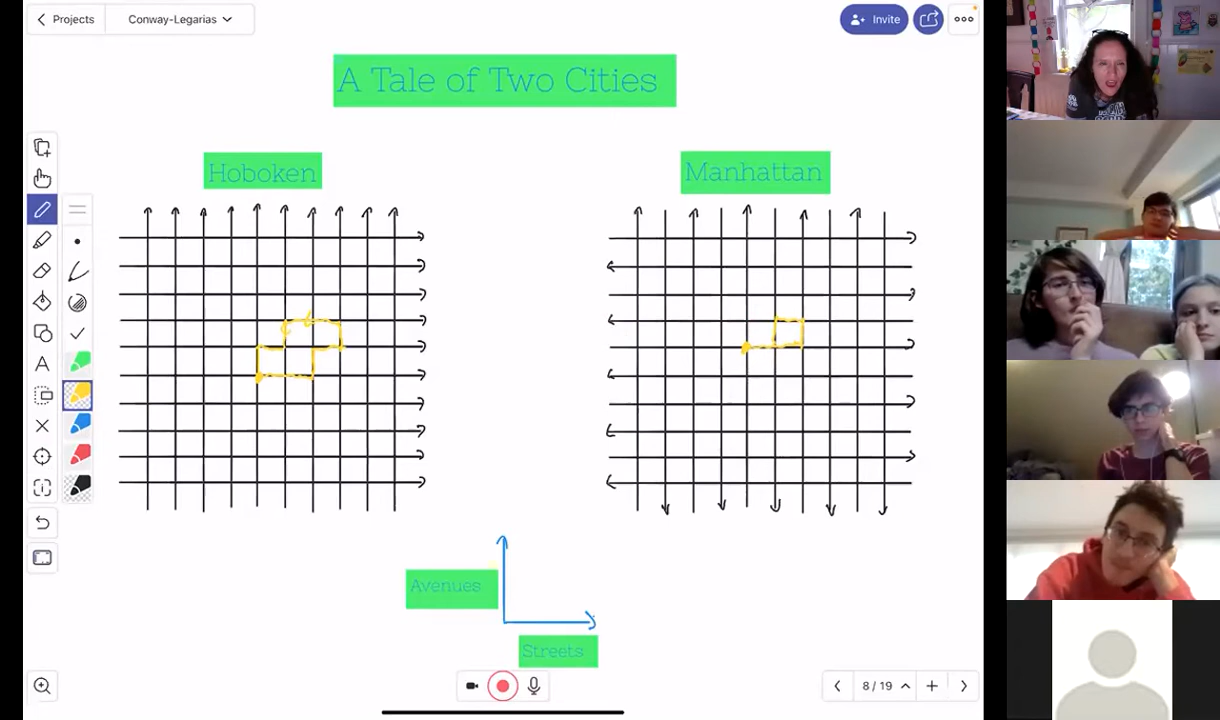 Projects
Conway-Legarias
Invite
A Tale of Two Cities
Hoboken
Manhattan
A
Avenues
Streets
8 / 19